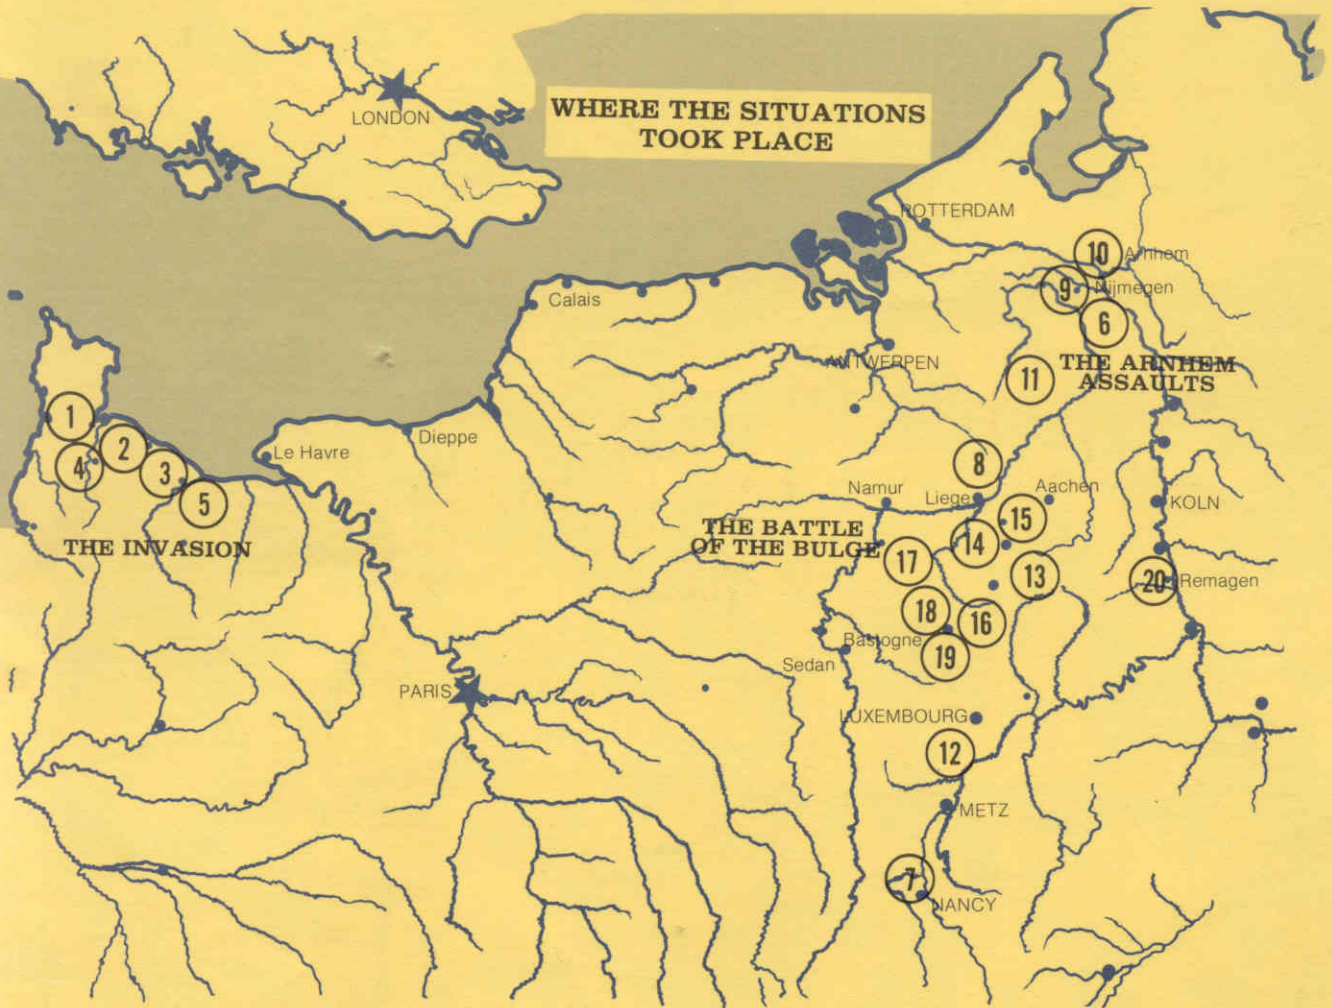 LONDON
WHERE THE SITUATIONS
TOOK PLACE
ROTTERDAM
10
Arnhem
9
Nijmegen
6
Calais
ANTWERPEN
THE ARNHEM
ASSAULTS
11
1
2
Dieppe
4
3
Le Havre
5
8
Namur
Liege
Aachen
KOLN
15
THE BATTLE
OF THE BULGE
THE INVASION
14
17
13
20
Remagen
18
16
Bastogne
19
Sedan
PARIS
LUXEMBOURG
12
METZ
7
NANCY